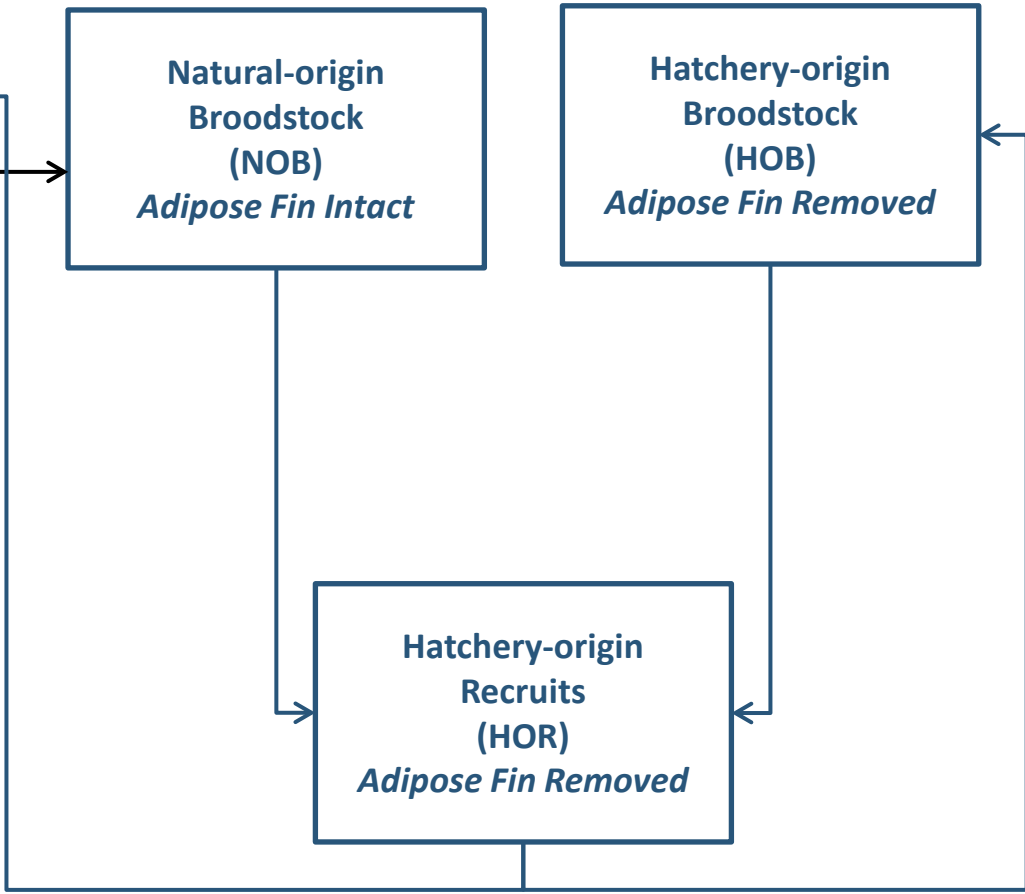 Natural-origin
Broodstock
(NOB)
Adipose Fin Intact
Hatchery-origin
Broodstock
(HOB)
Adipose Fin Removed
Hatchery-origin
Recruits
(HOR)
Adipose Fin Removed